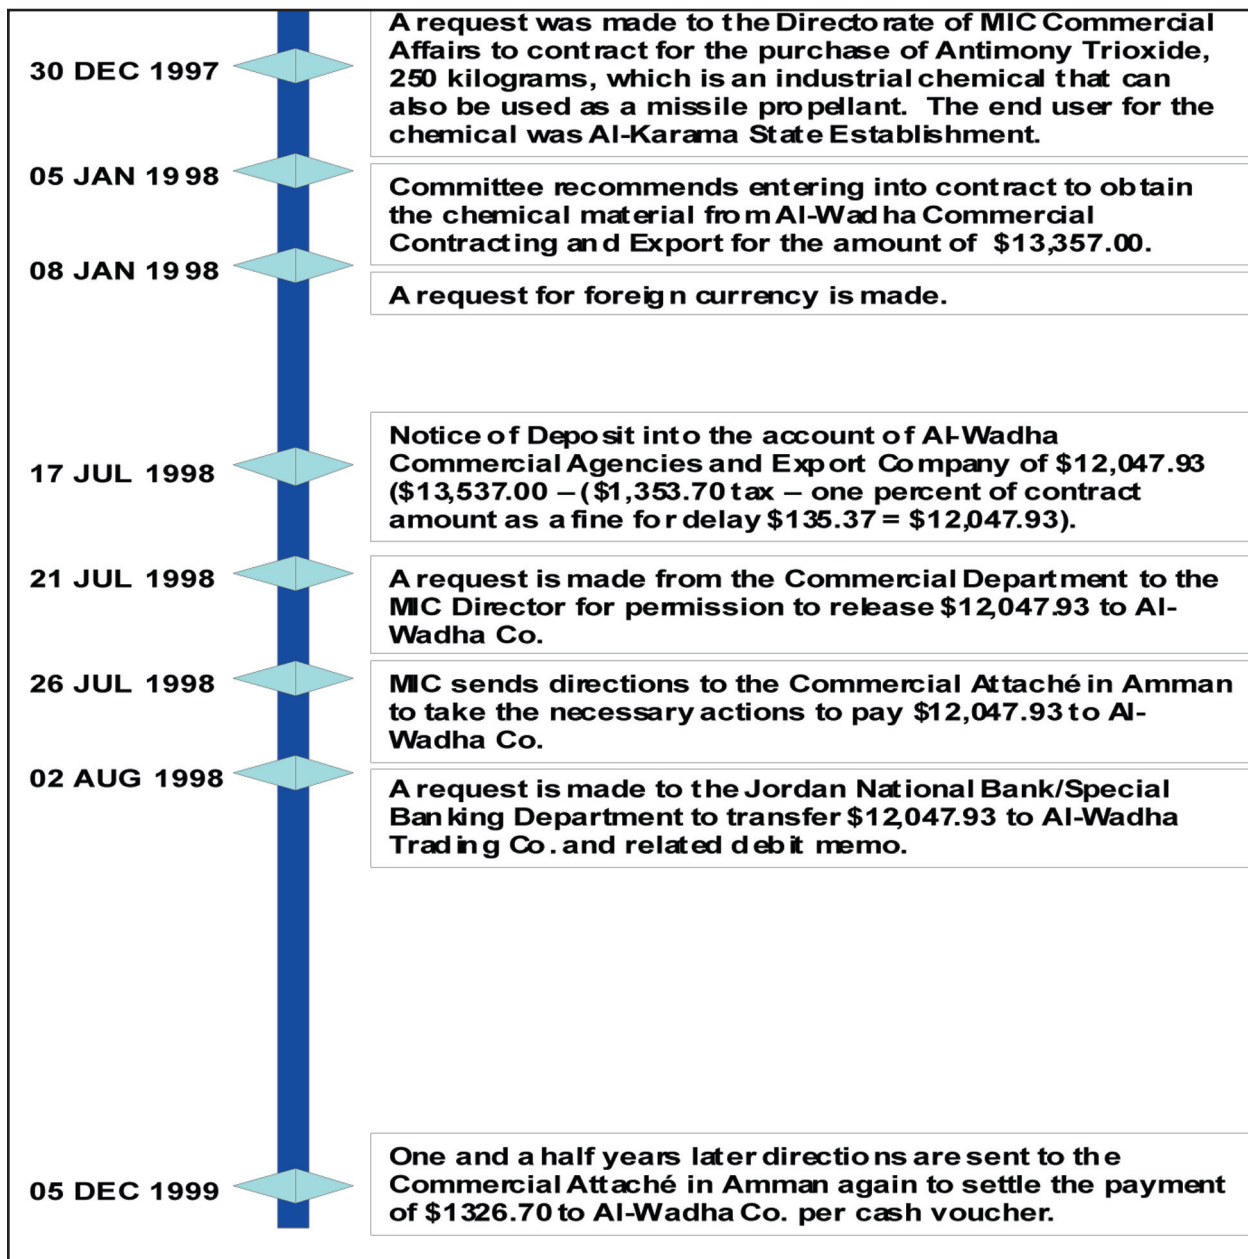 A request was made to the Directorate of MIC Commercial
Affairs to contract for the purchase of Antimony Trioxide,
30 DEC 1997
250 kilograms, which is an industrial chemical that can
also be used as a missile propellant. The end user for the
chemical was Al-Karama State Establishment.
05 JAN 1998
Committee recommends entering into contract to obtain
the chemical material from Al-Wadha Commercial
Contracting and Export for the amount of $13,357.00.
08 JAN 1998
A request for foreign currency is made.
17 JUL 1998
Notice of Deposit into the account of Al-Wadha
Commercial Agencies and Export Company of $12,047.93
($13,537.00 – ($1,353.70 tax – one percent of contract
amount as a fine for delay $135.37 = $12,047.93).
21 JUL 1998
A request is made from the Commercial Department to the
MIC Director for permission to release $12,047.93 to Al-
Wadha Co.
26 JUL 1998
MIC sends directions to the Commercial Attaché in Amman
to take the necessary actions to pay $12,047.93 to Al-
Wadha Co.
02 AUG 1998
A request is made to the Jordan National Bank/Special
Banking Department to transfer $12,047.93 to Al-Wadha
Trading Co. and related debit memo.
05 DEC 1999
One and a half years later directions are sent to the
Commercial Attaché in Amman again to settle the payment
of $1326.70 to Al-Wadha Co. per cash voucher.